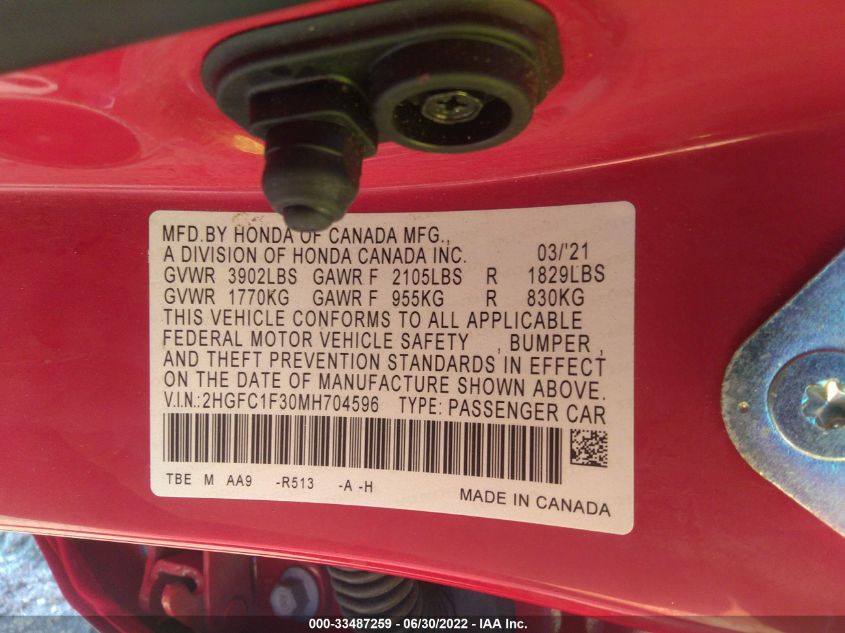 MFD.BY HONDA OF CANADA MFG.,
A DIVISION OF HONDA CANADA INC. 03/'21
GVWR 3902LBS GAWR F 2105LBS R 1829LBS
GVWR 1770KG GAWR F 955KG R 830KG
THIS VEHICLE CONFORMS TO ALL APPLICABLE
FEDERAL MOTOR VEHICLE SAFETY , BUMPER ,
AND THEFT PREVENTION STANDARDS IN EFFECT
ON THE DATE OF MANUFACTURE SHOWN ABOVE.
V.I.N.:2HGFC1F30MH704596 TYPE: PASSENGER CAR
TBE M AA9 -R513 -A -H
MADE IN CANADA
000-33487259 - 06/30/2022 - IAA Inc.